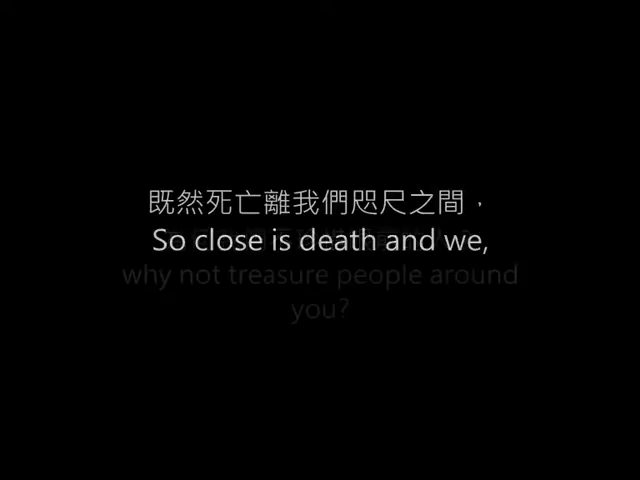 既然死亡離我們咫尺之間，
So close is death and we,
why not treasure people around
you?